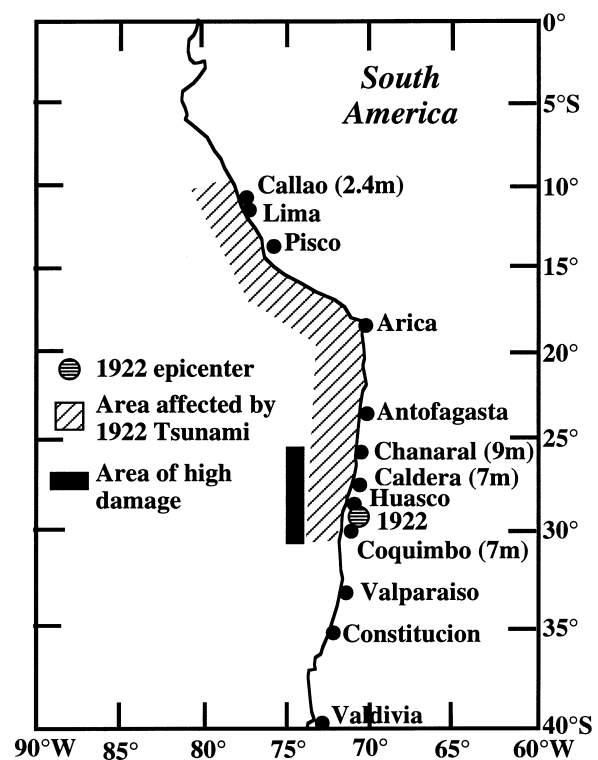 0°
South
America
5°S
10°
Callao (2.4m)
Lima
Pisco
15°
Arica
20°
1922 epicenter
Area affected by
1922 Tsunami
Antofagasta
25°
Chanaral (9m)
Area of high
damage
Caldera (7m)
Huasco
1922
30°
Coquimbo (7m)
Valparaiso
Constitucion
35°
Valdivia
40°S
90°W 85° 80° 75° 70° 65° 60°W